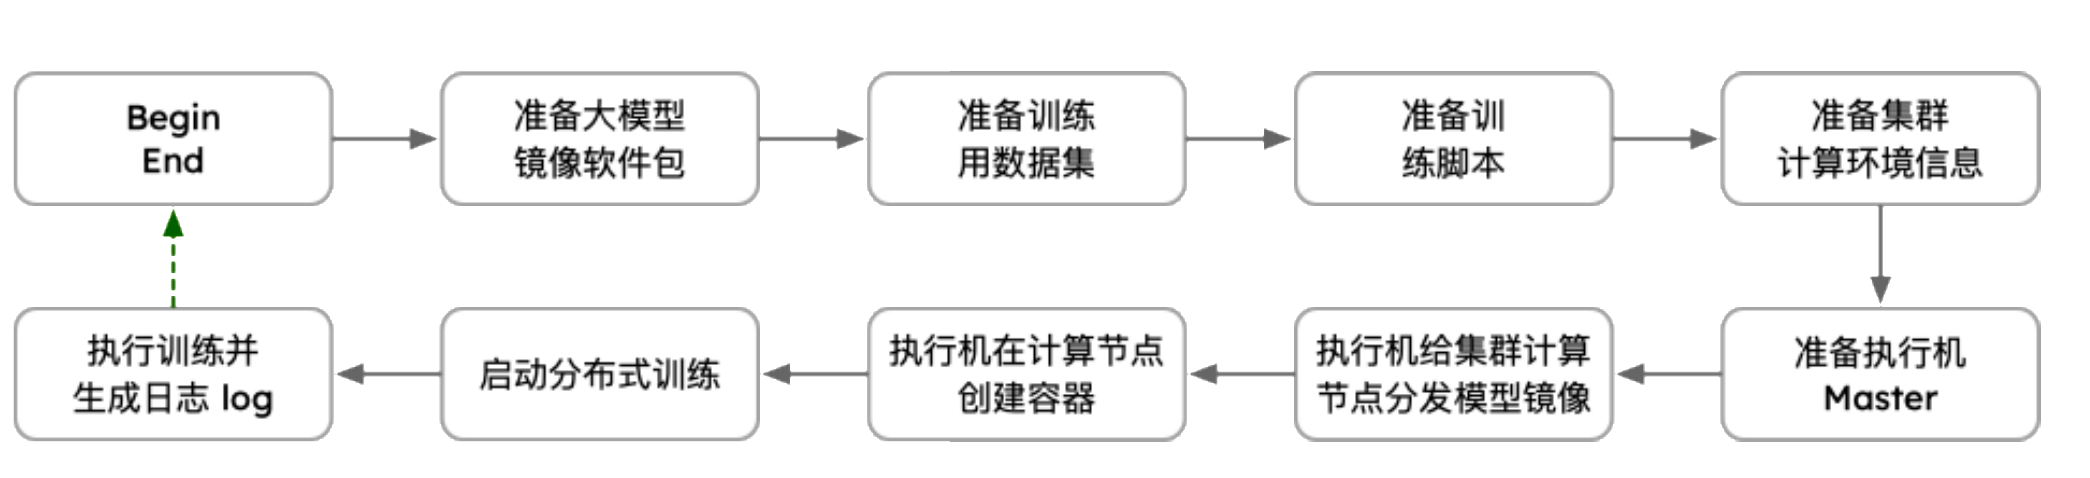 Begin
End
准备大模型
镜像软件包
准备训练
用数据集
准备训
练脚本
准备集群
计算环境信息
准备执行机
Master
执行机给集群计算
节点分发模型镜像
执行机在计算节点
创建容器
启动分布式训练
执行训练并
生成日志 log